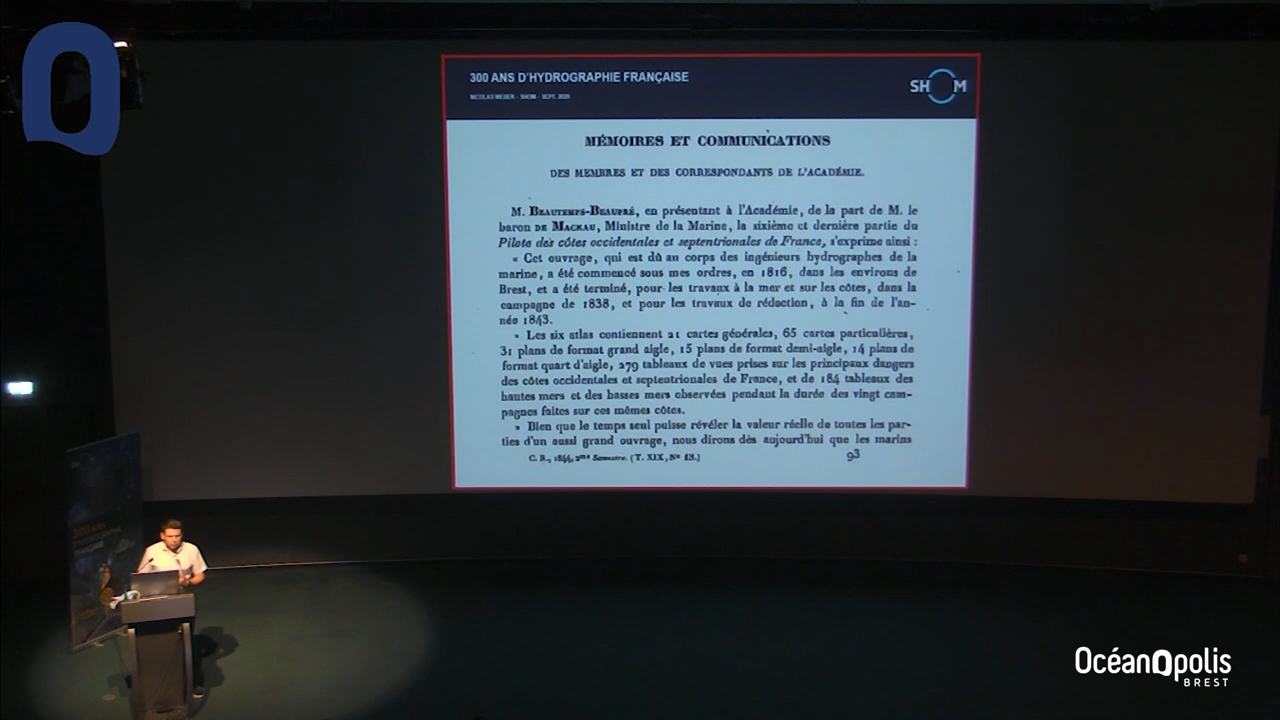 300 ANS D'HYDROGRAPHIE FRANÇAISE
NICOLAS WEBER - SHOM - SEPT. 2020
SHOM
MÉMOIRES ET COMMUNICATIONS
DES MEMBRES ET DES CORRESPONDANTS DE L'ACADÉMIE.
M. BEAUTEMPS-BEAUPRÉ, en présentant à l'Académie, de la part de M. le
baron DE MACKAU, Ministre de la Marine, la sixième et dernière partie du
Pilote des côtes occidentales et septentrionales de France, s'exprime ainsi :
« Cet ouvrage, qui est dû au corps des ingénieurs hydrographes de la
marine, a été commencé sous mes ordres, en 1816, dans les environs de
Brest, et a été terminé, pour les travaux à la mer et sur les côtes, dans la
campagne de 1838, et pour les travaux de rédaction, à la fin de l'an-
née 1843.
» Les six atlas contiennent 21 cartes générales, 65 cartes particulières,
31 plans de format grand aigle, 15 plans de format demi-aigle, 14 plans de
format quart d'aigle, 279 tableaux de vues prises sur les principaux dangers
des côtes occidentales et septentrionales de France, et de 184 tableaux des
hautes mers et des basses mers observées pendant la durée des vingt cam-
pagnes faites sur ces mêmes côtes.
» Bien que le temps seul puisse révéler la valeur réelle de toutes les par-
ties d'un aussi grand ouvrage, nous dirons dès aujourd'hui que les marins
C. R., 1844, 2me Semestre. (T. XIX, No 13.)
93
OcéanOpolis
BREST